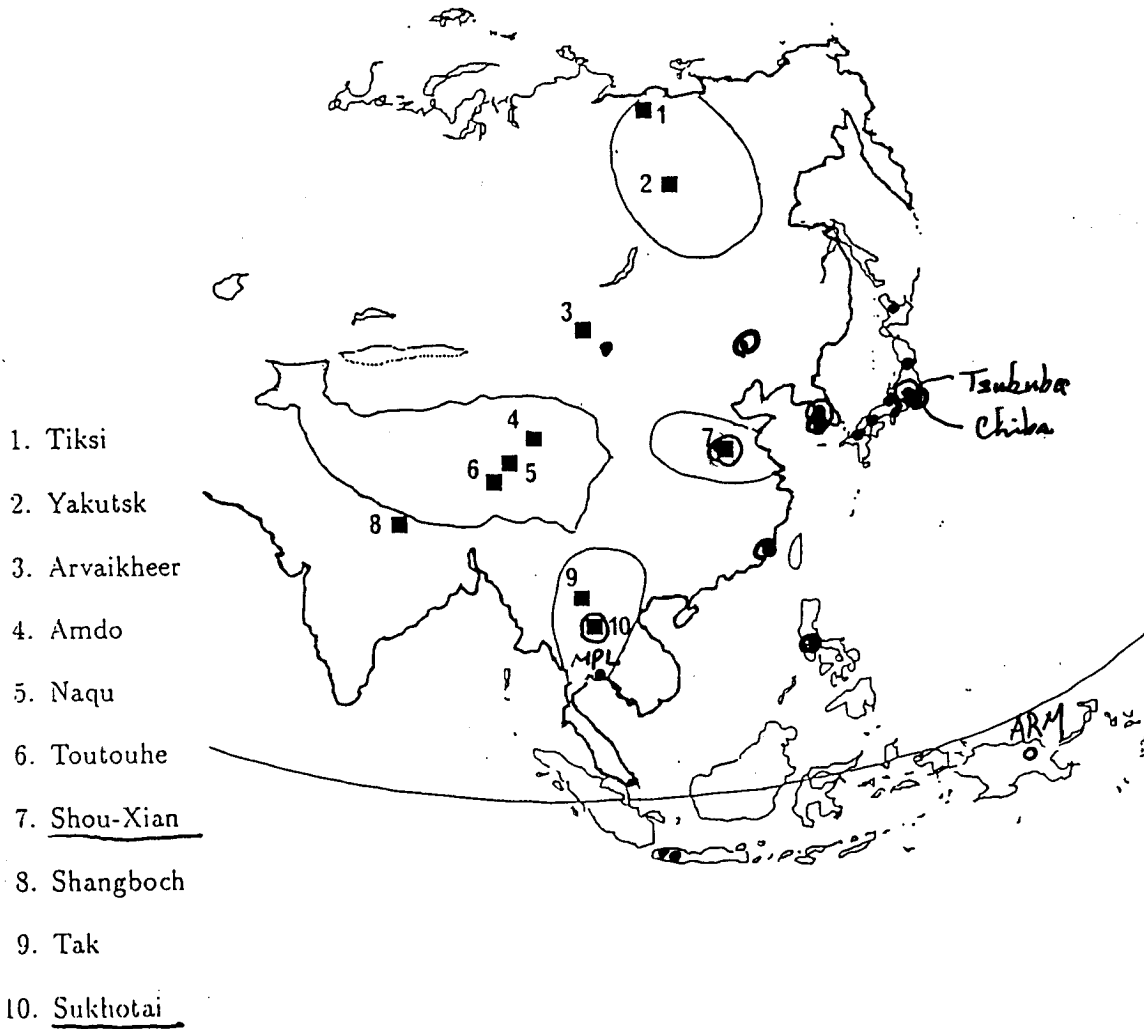 1
2
3
4
5
6
7
8
9
10
MPL
Tsukuba
Chiba
ARM
1. Tiksi
2. Yakutsk
3. Arvaikheer
4. Amdo
5. Naqu
6. Toutouhe
7. Shou-Xian
8. Shangboch
9. Tak
10. Sukhotai